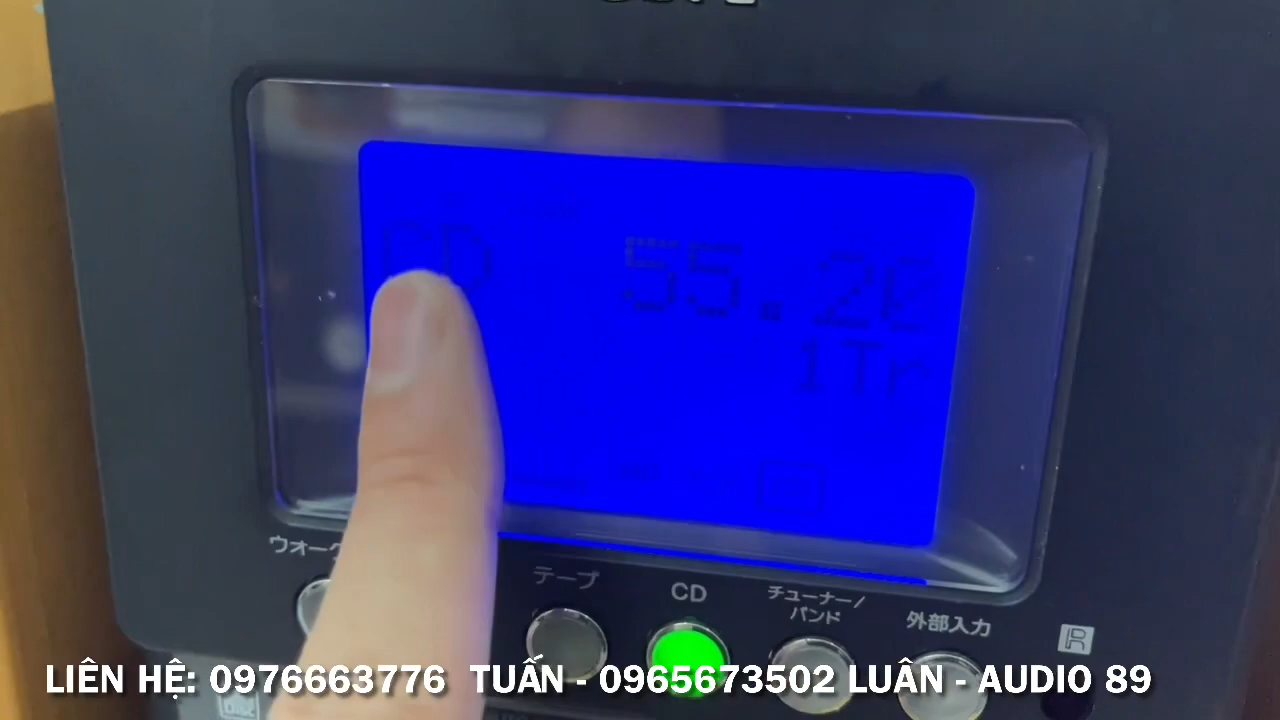 CD 55.20
1Tr
テープ
CD
チューナー/
バンド
外部入力
LIÊN HỆ: 0976663776 TUẤN - 0965673502 LUÂN - AUDIO 89